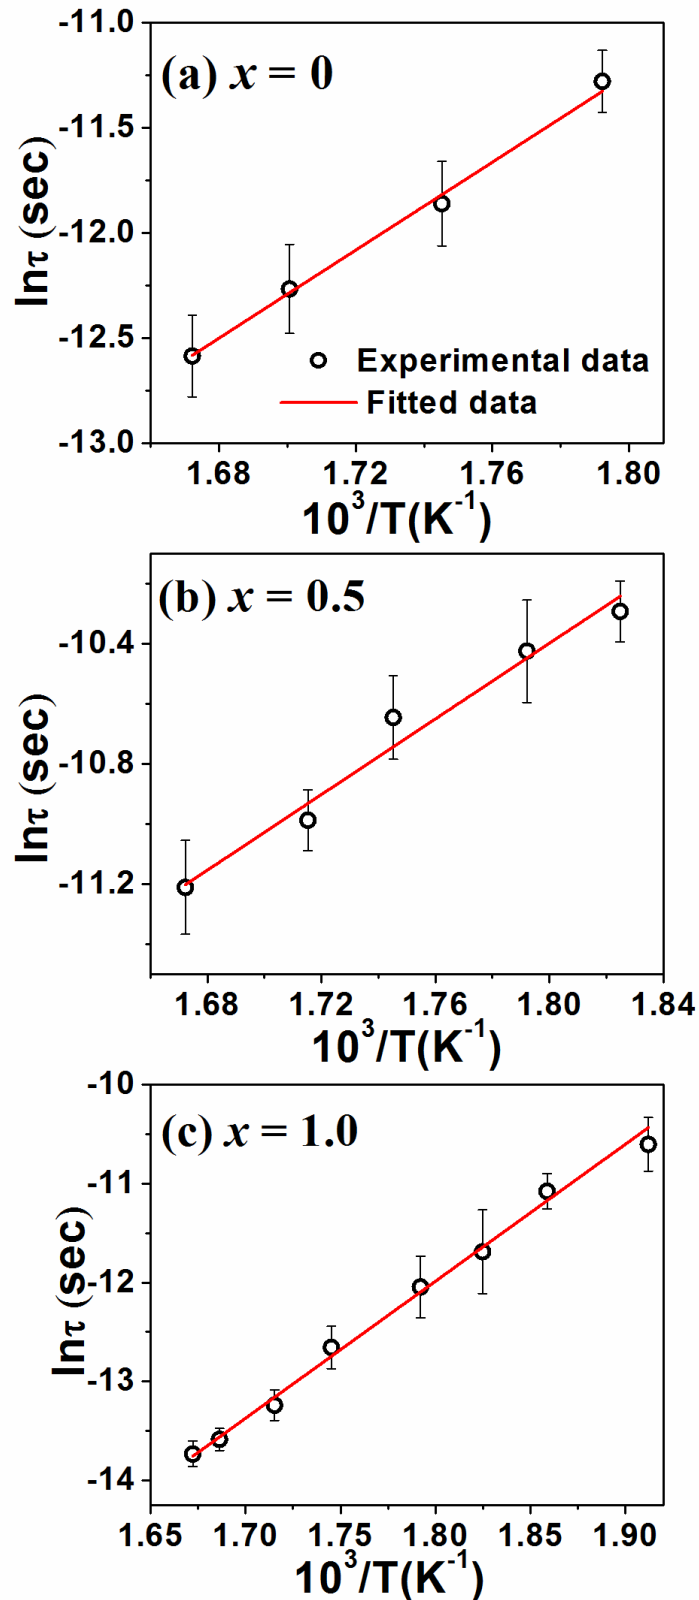 (a) x = 0
-11.0
-11.5
-12.0
-12.5
-13.0
lnτ (sec)
Experimental data
Fitted data
1.68 1.72 1.76 1.80
10³/T(K⁻¹)
(b) x = 0.5
-10.4
-10.8
-11.2
lnτ (sec)
1.68 1.72 1.76 1.80 1.84
10³/T(K⁻¹)
(c) x = 1.0
-10
-11
-12
-13
-14
lnτ (sec)
1.65 1.70 1.75 1.80 1.85 1.90
10³/T(K⁻¹)